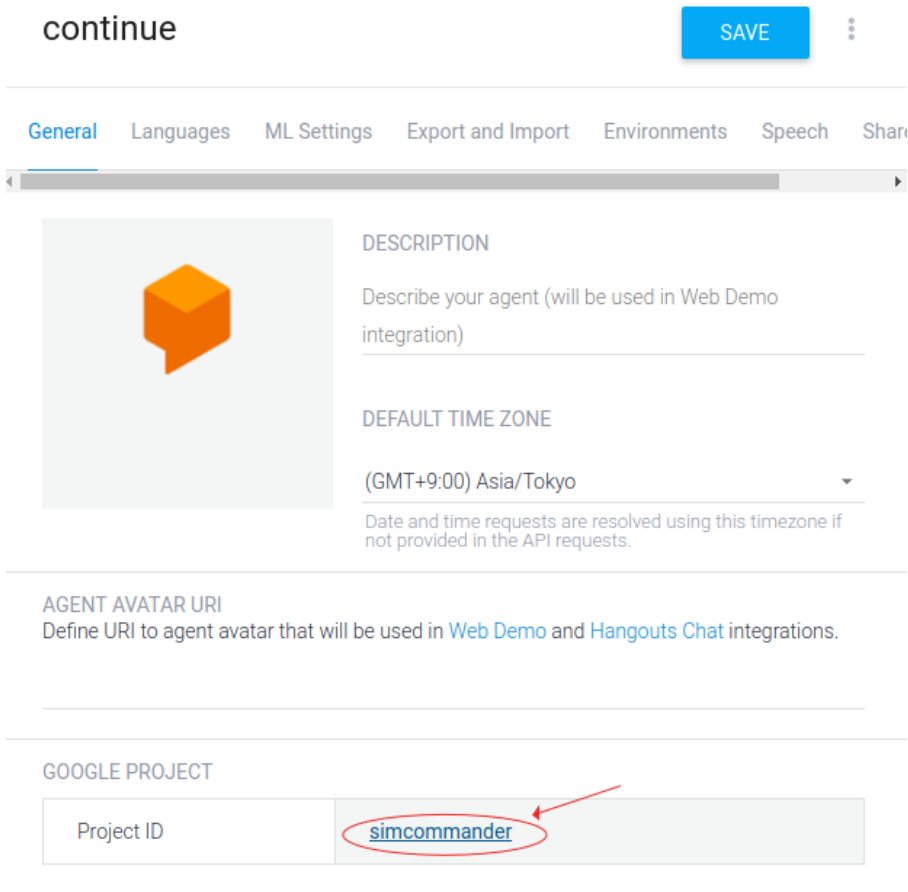 continue
SAVE
General Languages ML Settings Export and Import Environments Speech Share
DESCRIPTION
Describe your agent (will be used in Web Demo
integration)
DEFAULT TIME ZONE
(GMT+9:00) Asia/Tokyo
Date and time requests are resolved using this timezone if
not provided in the API requests.
AGENT AVATAR URI
Define URI to agent avatar that will be used in Web Demo and Hangouts Chat integrations.
GOOGLE PROJECT
Project ID simcommander